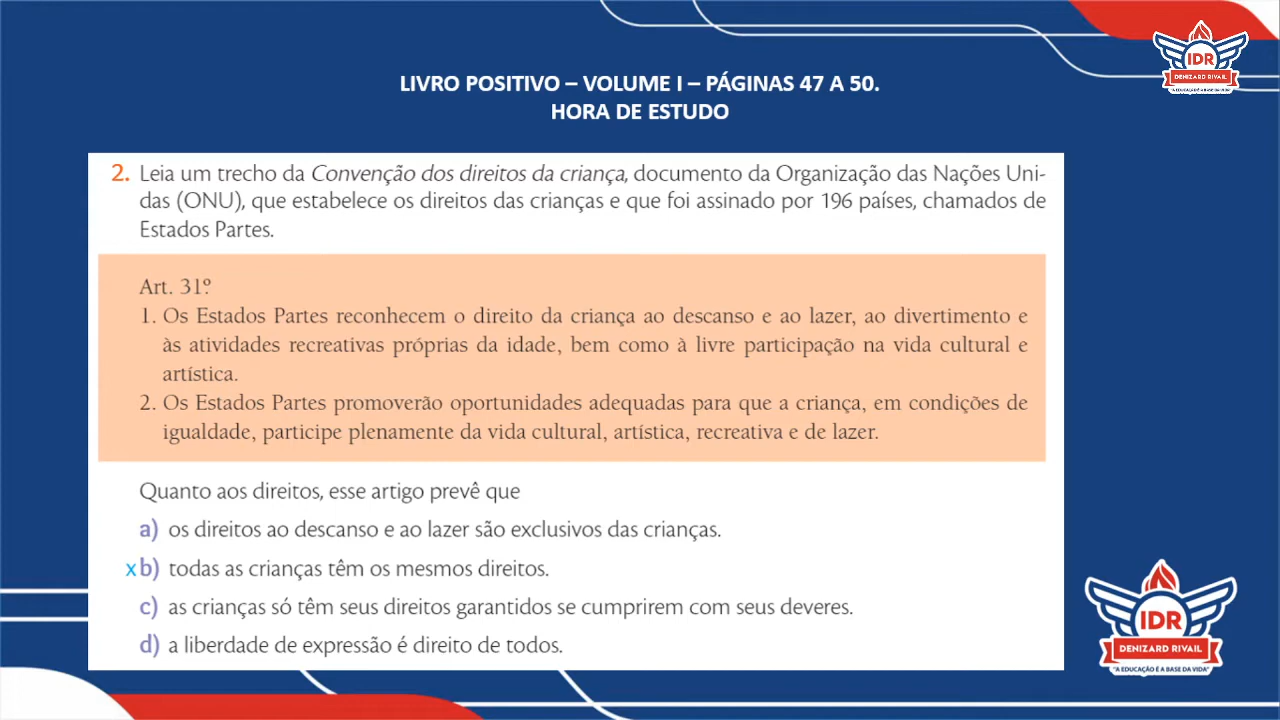 IDR
DENIZARD RIVAIL
"A EDUCAÇÃO É A BASE DA VIDA"
LIVRO POSITIVO – VOLUME I – PÁGINAS 47 A 50.
HORA DE ESTUDO
2. Leia um trecho da Convenção dos direitos da criança, documento da Organização das Nações Uni-
das (ONU), que estabelece os direitos das crianças e que foi assinado por 196 países, chamados de
Estados Partes.
Art. 31º.
1. Os Estados Partes reconhecem o direito da criança ao descanso e ao lazer, ao divertimento e
às atividades recreativas próprias da idade, bem como à livre participação na vida cultural e
artística.
2. Os Estados Partes promoverão oportunidades adequadas para que a criança, em condições de
igualdade, participe plenamente da vida cultural, artística, recreativa e de lazer.
Quanto aos direitos, esse artigo prevê que
a) os direitos ao descanso e ao lazer são exclusivos das crianças.
x b) todas as crianças têm os mesmos direitos.
c) as crianças só têm seus direitos garantidos se cumprirem com seus deveres.
d) a liberdade de expressão é direito de todos.
IDR
DENIZARD RIVAIL
"A EDUCAÇÃO É A BASE DA VIDA"